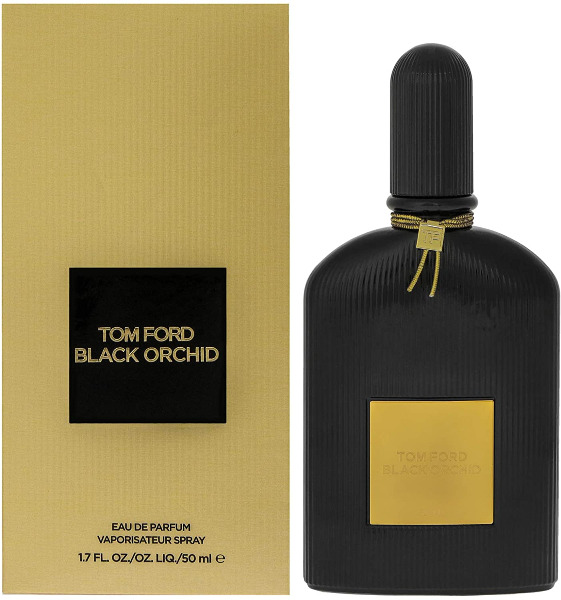 TOM FORD
BLACK ORCHID
EAU DE PARFUM
VAPORISATEUR SPRAY
1.7 FL. OZ./OZ. LIQ./50 ml ℮
TF
TOM FORD
BLACK ORCHID